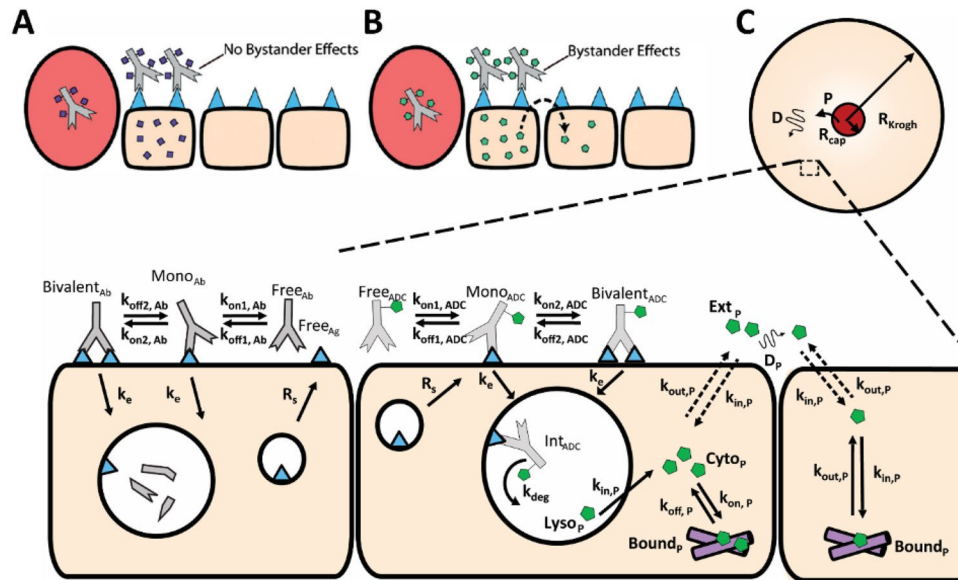 A
No Bystander Effects
B
Bystander Effects
C
D
P
R_cap
R_Krogh
Bivalent_Ab
k_off2, Ab
k_on2, Ab
Mono_Ab
k_on1, Ab
k_off1, Ab
Free_Ab
Free_Ag
k_e
k_e
R_s
Free_ADC
k_on1, ADC
k_off1, ADC
Mono_ADC
k_on2, ADC
k_off2, ADC
Bivalent_ADC
R_s
k_e
k_e
Int_ADC
k_deg
Lyso_P
k_in,P
Ext_P
D_P
k_out,P
k_in,P
Cyto_P
k_off, P
k_on, P
Bound_P
k_in,P
k_out,P
k_out,P
k_in,P
Bound_P